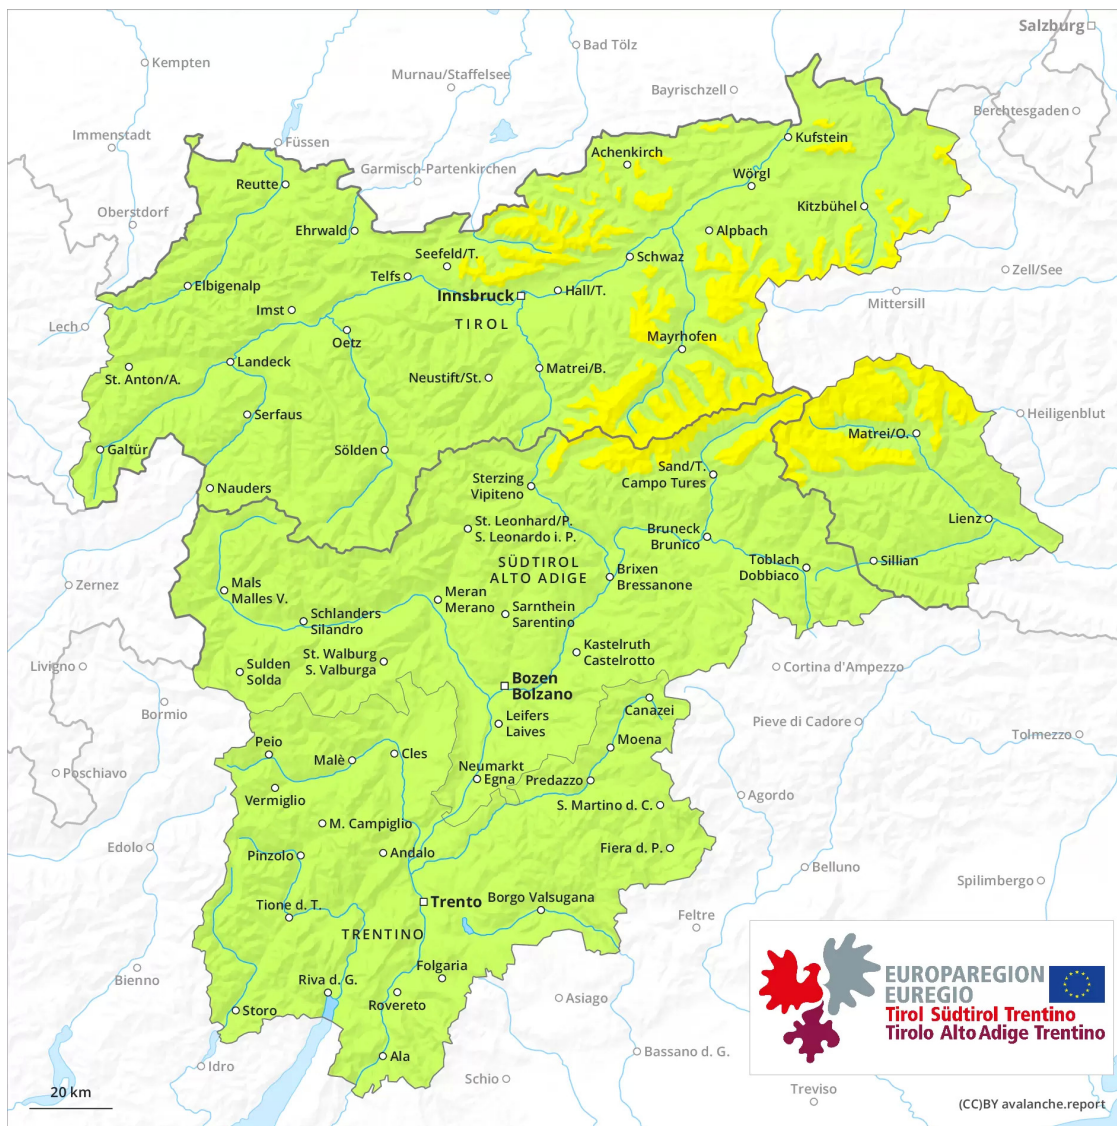 Salzburg
Bad Tölz
Kempten
Murnau/Staffelsee
Bayrischzell
Berchtesgaden
Immenstadt
Füssen
Kufstein
Achenkirch
Garmisch-Partenkirchen
Wörgl
Reutte
Kitzbühel
Oberstdorf
Ehrwald
Alpbach
Seefeld/T.
Schwaz
Telfs
Zell/See
Elbigenalp
Innsbruck
Hall/T.
Mittersill
Imst
TIROL
Lech
Oetz
Mayrhofen
Landeck
Matrei/B.
St. Anton/A.
Neustift/St.
Serfaus
Heiligenblut
Matrei/O.
Galtür
Sölden
Sand/T.
Campo Tures
Sterzing
Vipiteno
Nauders
St. Leonhard/P.
S. Leonardo i. P.
Lienz
Bruneck
Brunico
SÜDTIROL
ALTO ADIGE
Toblach
Dobbiaco
Sillian
Brixen
Bressanone
Zernez
Mals
Malles V.
Meran
Merano
Schlanders
Silandro
Sarnthein
Sarentino
Kastelruth
Castelrotto
St. Walburg
S. Valburga
Livigno
Sulden
Solda
Cortina d'Ampezzo
Bozen
Bolzano
Bormio
Canazei
Leifers
Laives
Pieve di Cadore
Tolmezzo
Peio
Cles
Moena
Malè
Poschiavo
Neumarkt
Egna
Predazzo
Vermiglio
Agordo
S. Martino d. C.
M. Campiglio
Edolo
Pinzolo
Andalo
Fiera d. P.
Belluno
Spilimbergo
Tione d. T.
Trento
Borgo Valsugana
Feltre
TRENTINO
Bienno
Folgaria
Riva d. G.
Rovereto
Asiago
Storo
EUROPAREGION
EUREGIO
Tirol Südtirol Trentino
Tirolo Alto Adige Trentino
Ala
Bassano d. G.
Idro
Schio
Treviso
20 km
(CC)BY avalanche.report